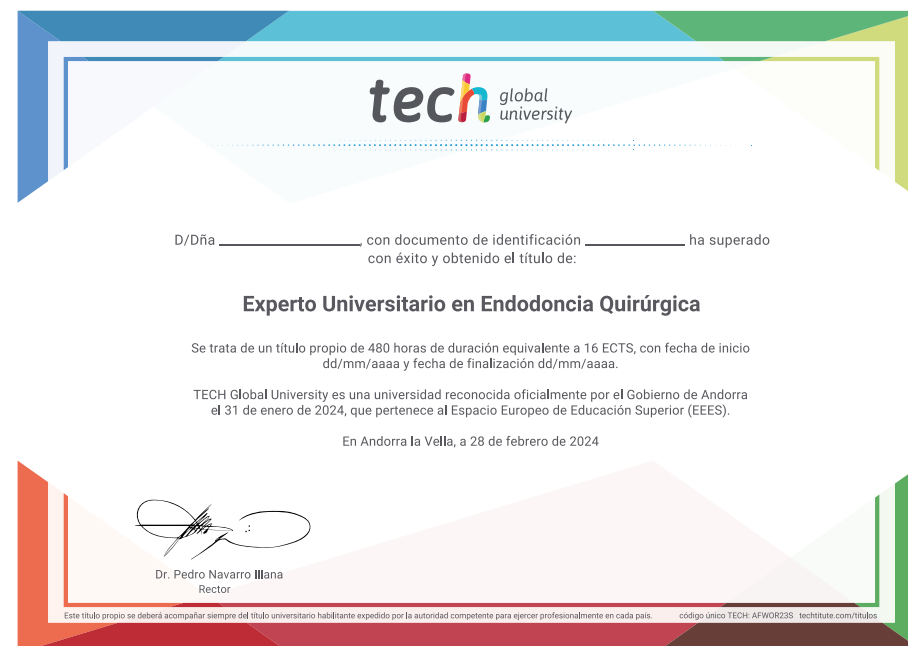 tech global university
D/Dña ____________________, con documento de identificación ______________ ha superado
con éxito y obtenido el título de:
Experto Universitario en Endodoncia Quirúrgica
Se trata de un título propio de 480 horas de duración equivalente a 16 ECTS, con fecha de inicio
dd/mm/aaaa y fecha de finalización dd/mm/aaaa.
TECH Global University es una universidad reconocida oficialmente por el Gobierno de Andorra
el 31 de enero de 2024, que pertenece al Espacio Europeo de Educación Superior (EEES).
En Andorra la Vella, a 28 de febrero de 2024
Dr. Pedro Navarro Illana
Rector
Este título propio se deberá acompañar siempre del título universitario habilitante expedido por la autoridad competente para ejercer profesionalmente en cada país. código único TECH: AFWOR23S techtitute.com/titulos